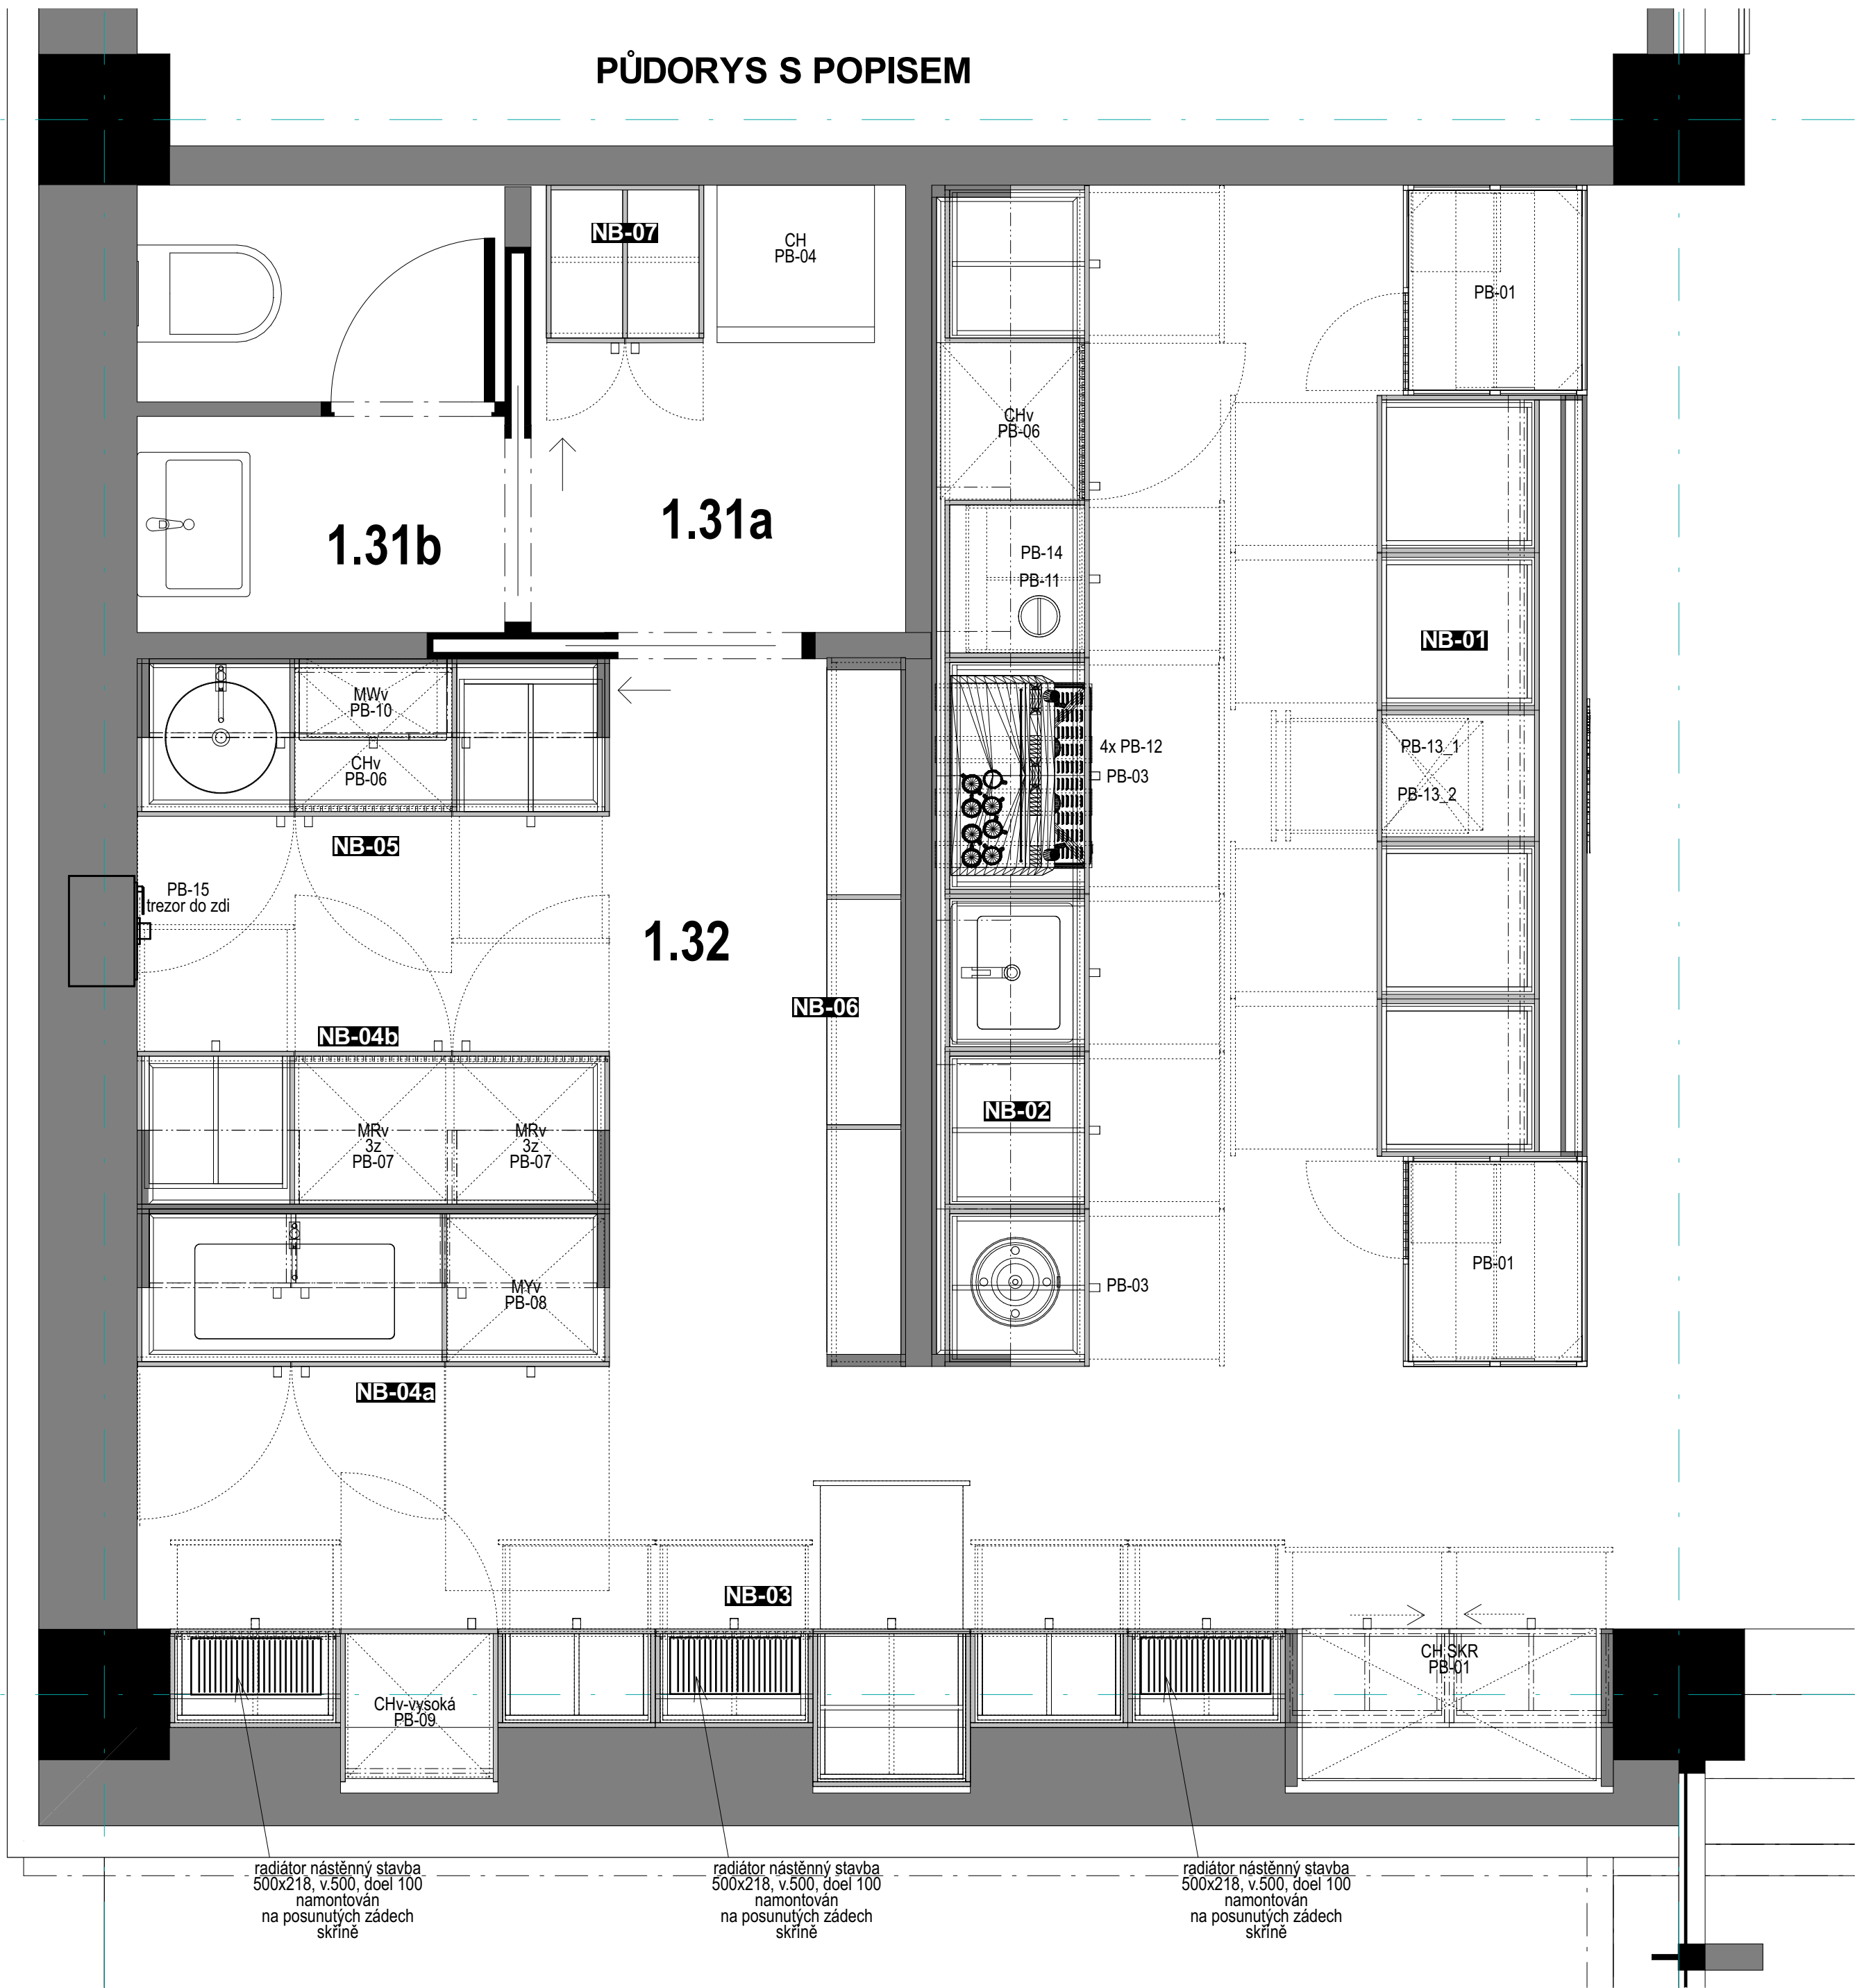 PŮDORYS S POPISEM
NB-07
CH
PB-04
PB-01
CHv
PB-06
1.31b
1.31a
PB-14
PB-11
NB-01
MWv
PB-10
CHv
PB-06
PB-13_1
PB-13_2
4x PB-12
PB-03
NB-05
PB-15
trezor do zdi
1.32
NB-06
NB-04b
MRv
3z
PB-07
MRv
3z
PB-07
NB-02
MYv
PB-08
PB-03
PB-01
NB-04a
NB-03
CHv-vysoká
PB-09
CH SKR
PB-01
radiátor nástěnný stavba
500x218, v.500, doel 100
namontován
na posunutých zádech
skříně
radiátor nástěnný stavba
500x218, v.500, doel 100
namontován
na posunutých zádech
skříně
radiátor nástěnný stavba
500x218, v.500, doel 100
namontován
na posunutých zádech
skříně